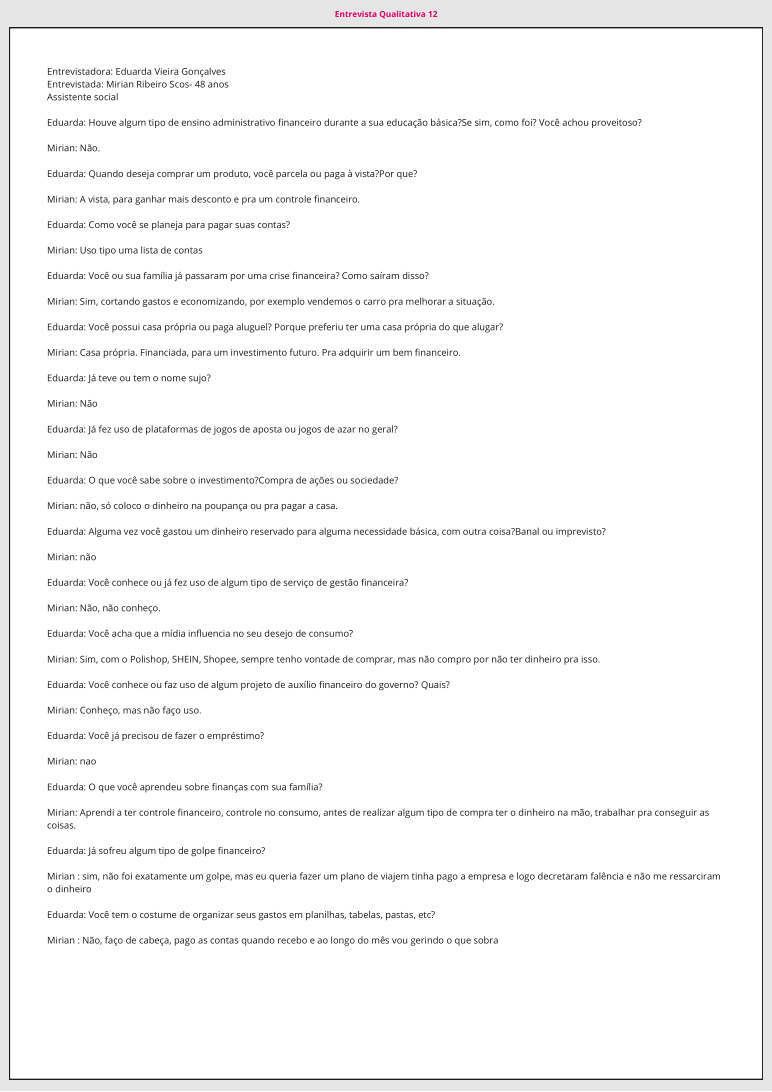 Entrevista Qualitativa 12
Entrevistadora: Eduarda Vieira Gonçalves
Entrevistada: Mirian Ribeiro Scos- 48 anos
Assistente social
Eduarda: Houve algum tipo de ensino administrativo financeiro durante a sua educação básica?Se sim, como foi? Você achou proveitoso?
Mirian: Não.
Eduarda: Quando deseja comprar um produto, você parcela ou paga à vista?Por que?
Mirian: A vista, para ganhar mais desconto e pra um controle financeiro.
Eduarda: Como você se planeja para pagar suas contas?
Mirian: Uso tipo uma lista de contas
Eduarda: Você ou sua família já passaram por uma crise financeira? Como saíram disso?
Mirian: Sim, cortando gastos e economizando, por exemplo vendemos o carro pra melhorar a situação.
Eduarda: Você possui casa própria ou paga aluguel? Porque preferiu ter uma casa própria do que alugar?
Mirian: Casa própria. Financiada, para um investimento futuro. Pra adquirir um bem financeiro.
Eduarda: Já teve ou tem o nome sujo?
Mirian: Não
Eduarda: Já fez uso de plataformas de jogos de aposta ou jogos de azar no geral?
Mirian: Não
Eduarda: O que você sabe sobre o investimento?Compra de ações ou sociedade?
Mirian: não, só coloco o dinheiro na poupança ou pra pagar a casa.
Eduarda: Alguma vez você gastou um dinheiro reservado para alguma necessidade básica, com outra coisa?Banal ou imprevisto?
Mirian: não
Eduarda: Você conhece ou já fez uso de algum tipo de serviço de gestão financeira?
Mirian: Não, não conheço.
Eduarda: Você acha que a mídia influencia no seu desejo de consumo?
Mirian: Sim, com o Polishop, SHEIN, Shopee, sempre tenho vontade de comprar, mas não compro por não ter dinheiro pra isso.
Eduarda: Você conhece ou faz uso de algum projeto de auxílio financeiro do governo? Quais?
Mirian: Conheço, mas não faço uso.
Eduarda: Você já precisou de fazer o empréstimo?
Mirian: nao
Eduarda: O que você aprendeu sobre finanças com sua família?
Mirian: Aprendi a ter controle financeiro, controle no consumo, antes de realizar algum tipo de compra ter o dinheiro na mão, trabalhar pra conseguir as
coisas.
Eduarda: Já sofreu algum tipo de golpe financeiro?
Mirian : sim, não foi exatamente um golpe, mas eu queria fazer um plano de viajem tinha pago a empresa e logo decretaram falência e não me ressarciram
o dinheiro
Eduarda: Você tem o costume de organizar seus gastos em planilhas, tabelas, pastas, etc?
Mirian : Não, faço de cabeça, pago as contas quando recebo e ao longo do mês vou gerindo o que sobra